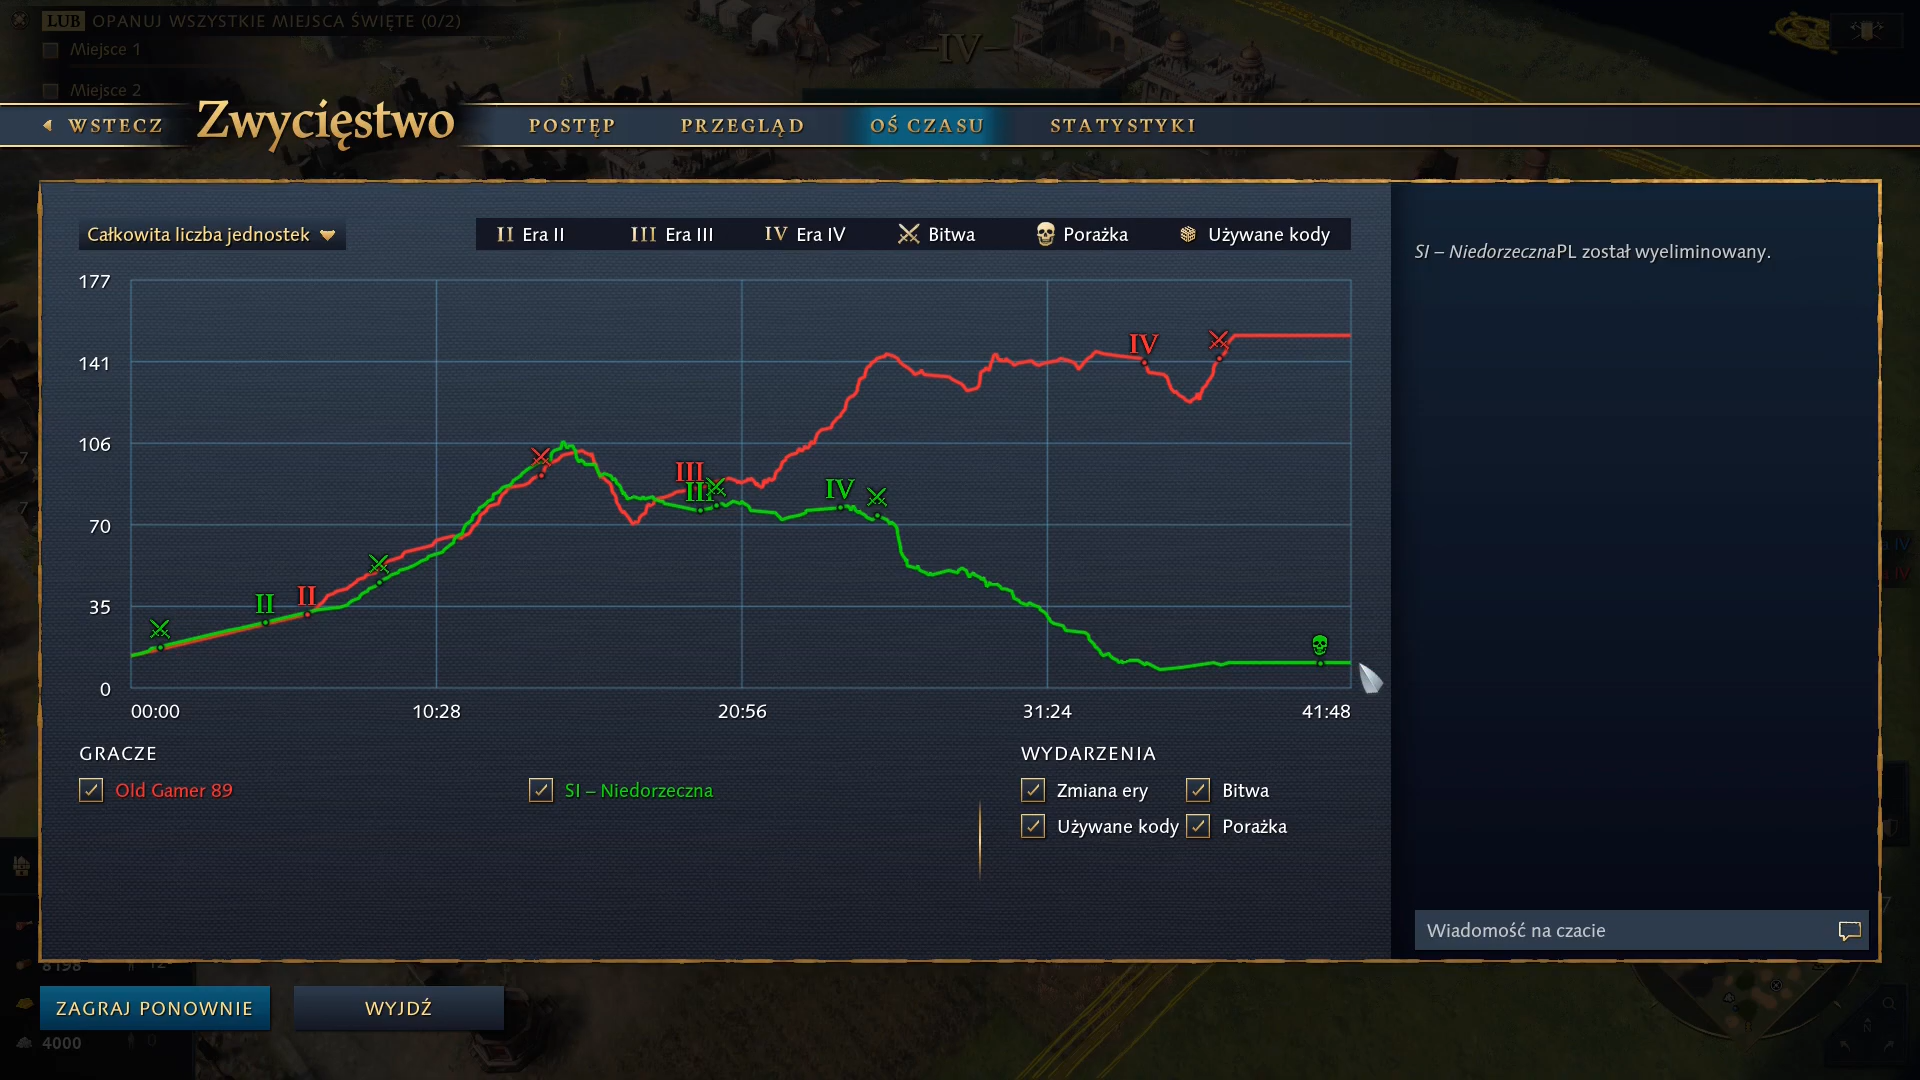 LUB OPANUJ WSZYSTKIE MIEJSCA ŚWIĘTE (0/2)
Miejsce 1
Miejsce 2
IV
WSTECZ
Zwycięstwo
POSTĘP
PRZEGLĄD
OŚ CZASU
STATYSTYKI
Całkowita liczba jednostek
II Era II
III Era III
IV Era IV
Bitwa
Porażka
Używane kody
SI – NiedorzecznaPL został wyeliminowany.
177
141
106
70
35
0
II
II
III
III
IV
IV
00:00
10:28
20:56
31:24
41:48
GRACZE
Old Gamer 89
SI – Niedorzeczna
WYDARZENIA
Zmiana ery
Bitwa
Używane kody
Porażka
Wiadomość na czacie
8198
ZAGRAJ PONOWNIE
WYJDŹ
4000
0
N